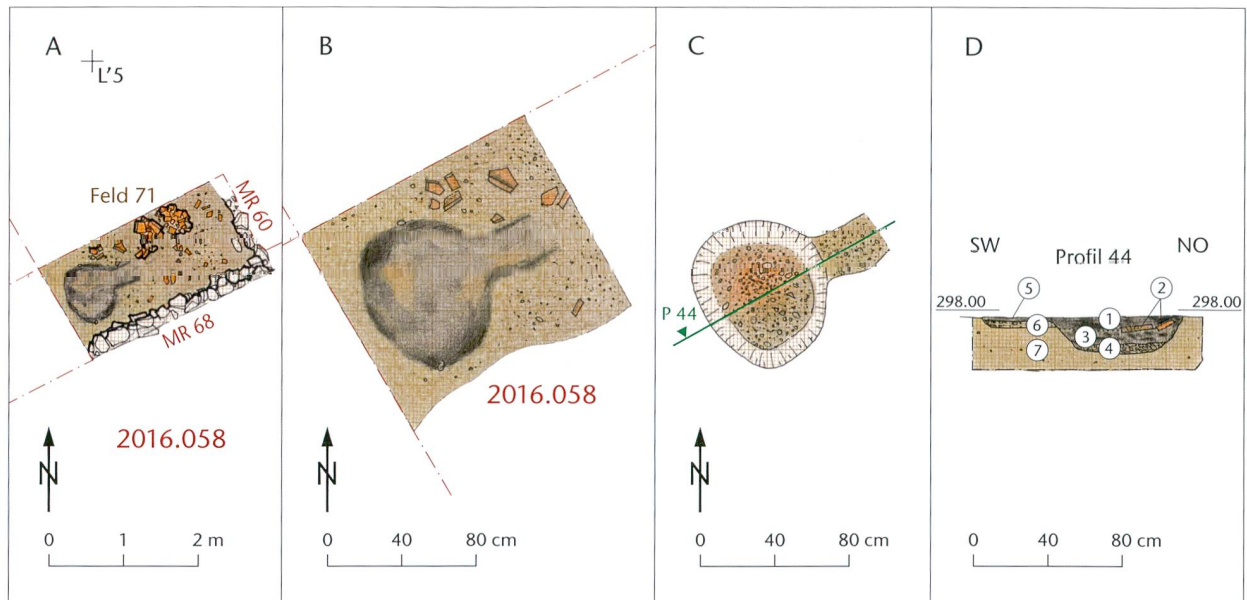 A
L'5
Feld 71
MR 60
MR 68
2016.058
N
0 1 2 m
B
2016.058
N
0 40 80 cm
C
P 44
N
0 40 80 cm
D
SW NO
Profil 44
5 2
298.00 298.00
1
6
3
7 4
0 40 80 cm